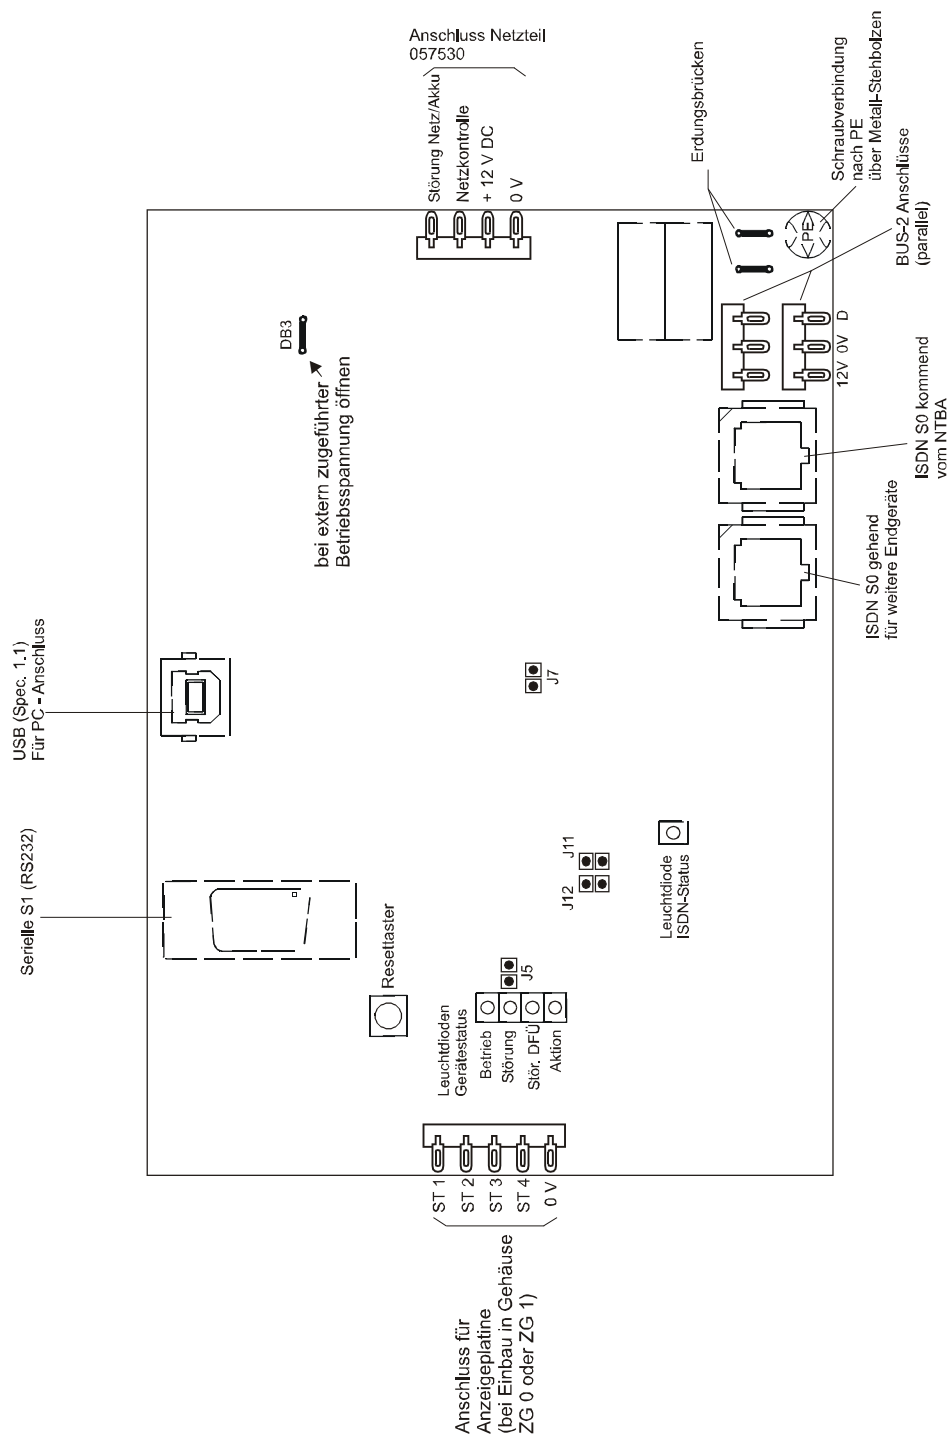 Anschluss Netzteil
057530
Störung Netz/Akku
Netzkontrolle
+ 12 V DC
0 V
Erdungsbrücken
Schraubverbindung
nach PE
über Metall-Stehbolzen
BUS-2 Anschlüsse
(parallel)
PE
DB3
bei extern zugeführter
Betriebsspannung öffnen
12V
0V
D
ISDN S0 kommend
vom NTBA
ISDN S0 gehend
für weitere Endgeräte
USB (Spec. 1.1)
Für PC - Anschluss
J7
Serielle S1 (RS232)
J11
J12
Leuchtdiode
ISDN-Status
Resettaster
J5
Leuchtdioden
Gerätestatus
Betrieb
Störung
Stör. DFÜ
Aktion
ST 1
ST 2
ST 3
ST 4
0 V
Anschluss für
Anzeigeplatine
(bei Einbau in Gehäuse
ZG 0 oder ZG 1)